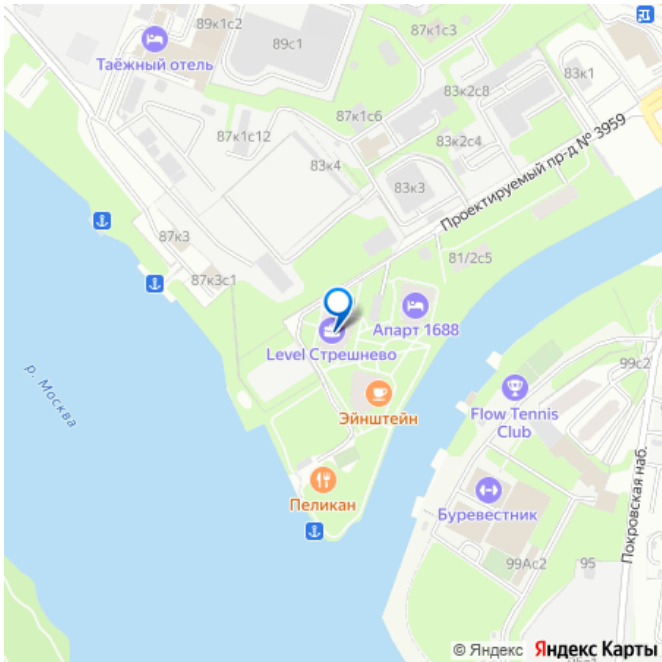 89к1с2
87к1с3
89с1
Таёжный отель
83к1
83к2с8
87к1с6
87к1с12
83к2с4
83к4
83к3
Проектируемый пр-д № 3959
87к3
81/2с5
87к3с1
Апарт 1688
Level Стрешнево
р. Москва
99с2
Эйнштейн
Flow Tennis
Club
Покровская наб.
Пеликан
Буревестник
99Ас2
95
© Яндекс
Яндекс Карты